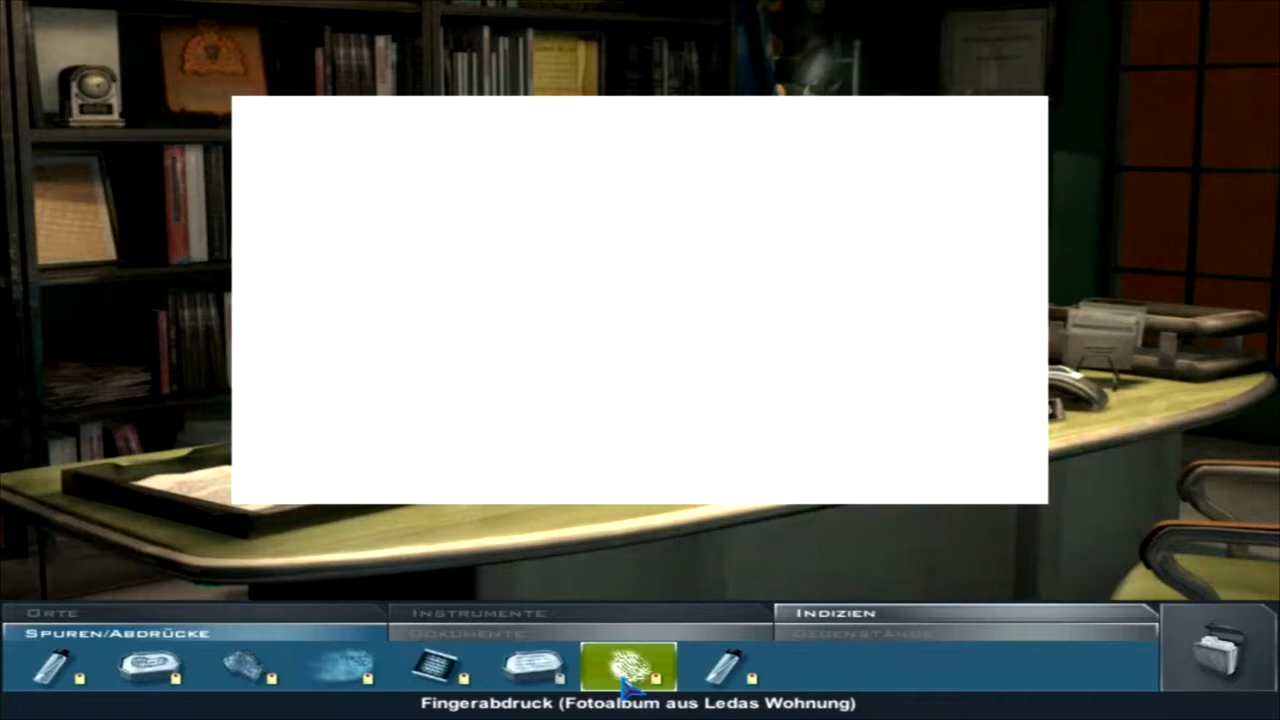 ORTE
INSTRUMENTE
INDIZIEN
SPUREN/ABDRÜCKE
DOKUMENTE
GEGENSTÄNDE
Fingerabdruck (Fotoalbum aus Ledas Wohnung)